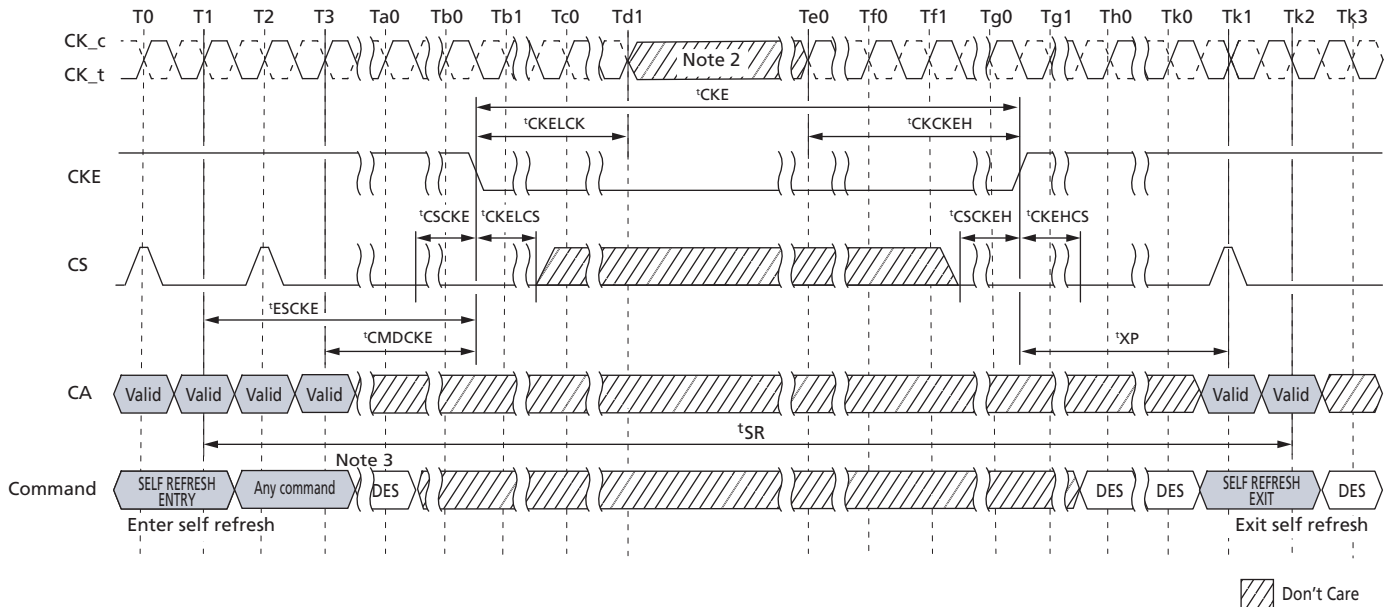 T0 T1 T2 T3 Ta0 Tb0 Tb1 Tc0 Td1 Te0 Tf0 Tf1 Tg0 Tg1 Th0 Tk0 Tk1 Tk2 Tk3
CK_c
CK_t
Note 2
tCKE
tCKELCK tCKCKEH
CKE
tCSCKE tCKELCS tCSCKEH tCKEHCS
CS
tESCKE
tCMDCKE tXP
CA Valid Valid Valid Valid Valid Valid
tSR
Note 3
Command SELF REFRESH ENTRY Any command DES DES DES SELF REFRESH EXIT DES
Enter self refresh Exit self refresh
Don't Care